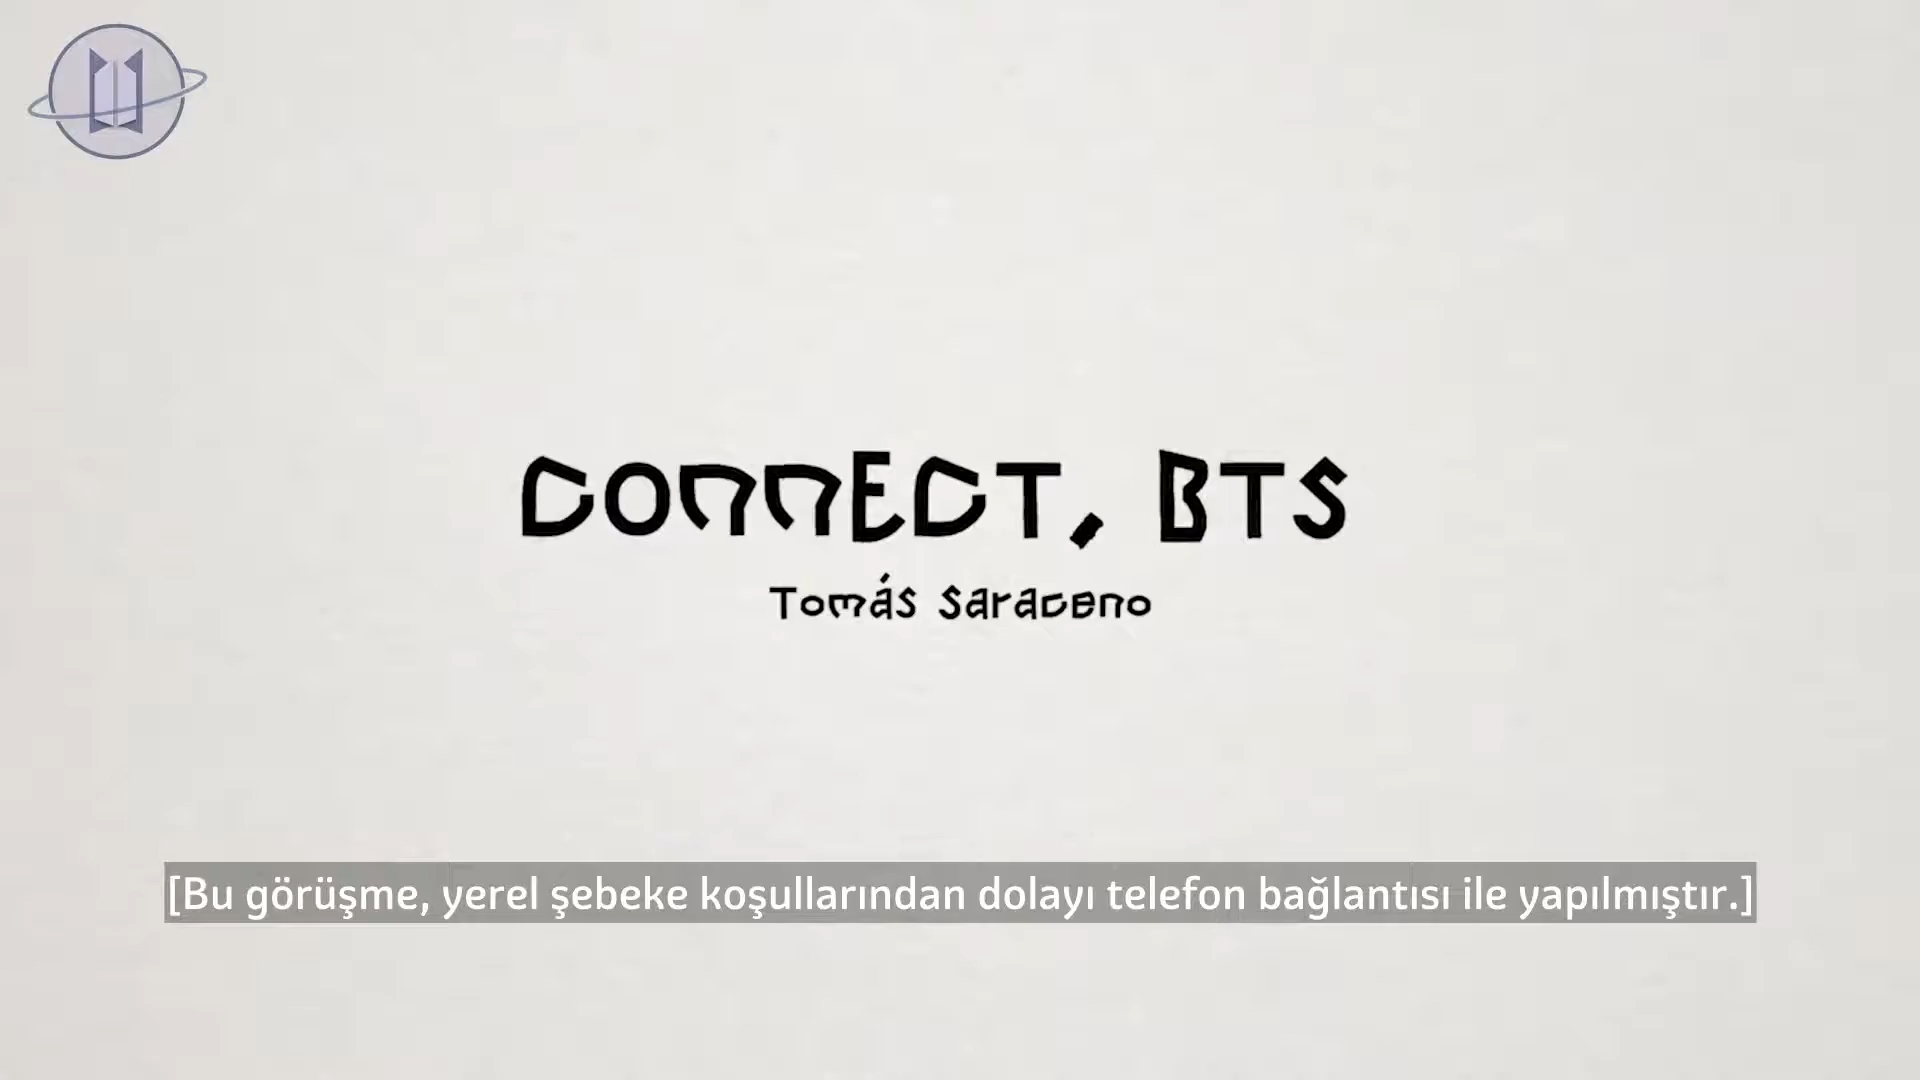 CONNECT, BTS
Tomás Saraceno
[Bu görüşme, yerel şebeke koşullarından dolayı telefon bağlantısı ile yapılmıştır.]